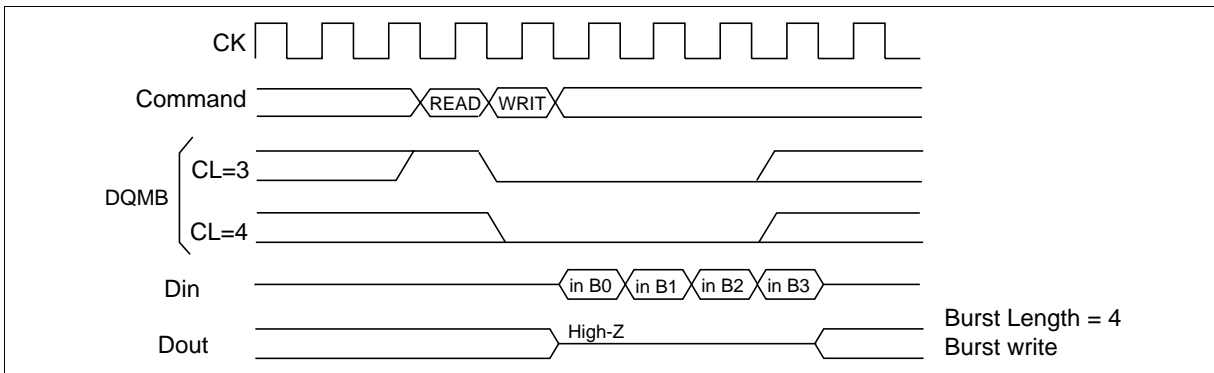 CK
Command
READ WRIT
DQMB
CL=3
CL=4
Din
in B0 in B1 in B2 in B3
Dout
High-Z
Burst Length = 4
Burst write